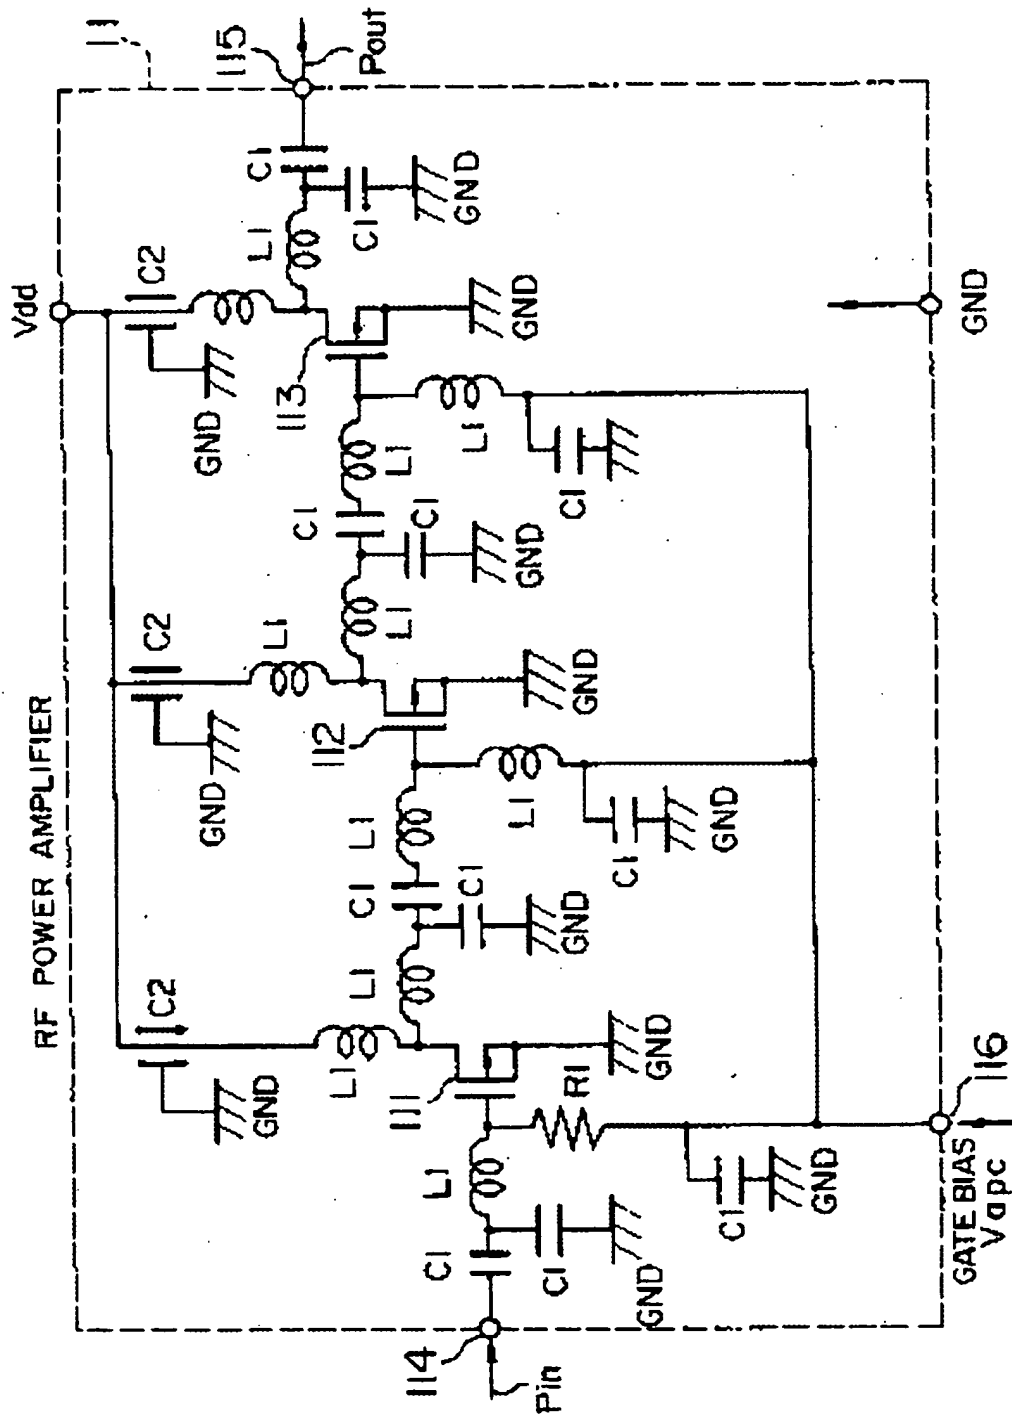 Vdd
RF POWER AMPLIFIER
11
C2
C2
C2
GND
GND
GND
115
L1
L1
C1
113
C1
112
L1
L1
C1
L1
C1
Pout
114
111
L1
L1
C1
C1
L1
C1
GND
L1
L1
GND
GND
Pin
C1
R1
GND
GND
C1
GND
GND
C1
C1
GND
GND
GATE BIAS
Vapc
116
GND